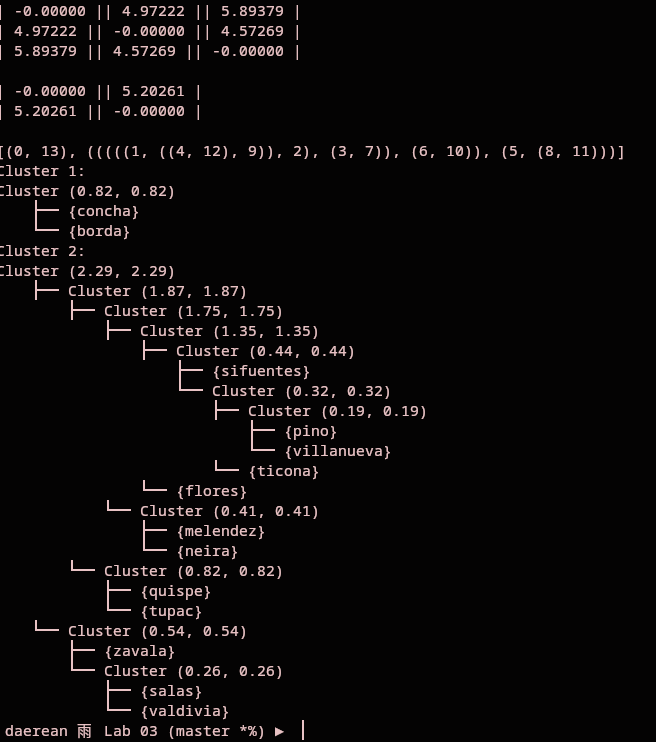 | -0.00000 || 4.97222 || 5.89379 |
| 4.97222 || -0.00000 || 4.57269 |
| 5.89379 || 4.57269 || -0.00000 |
| -0.00000 || 5.20261 |
| 5.20261 || -0.00000 |
[(0, 13), (((((1, ((4, 12), 9)), 2), (3, 7)), (6, 10)), (5, (8, 11)))]
Cluster 1:
Cluster (0.82, 0.82)
├── {concha}
└── {borda}
Cluster 2:
Cluster (2.29, 2.29)
├── Cluster (1.87, 1.87)
├── Cluster (1.75, 1.75)
├── Cluster (1.35, 1.35)
├── Cluster (0.44, 0.44)
├── {sifuentes}
└── Cluster (0.32, 0.32)
├── Cluster (0.19, 0.19)
├── {pino}
└── {villanueva}
└── {ticona}
└── {flores}
└── Cluster (0.41, 0.41)
├── {melendez}
└── {neira}
└── Cluster (0.82, 0.82)
├── {quispe}
└── {tupac}
└── Cluster (0.54, 0.54)
├── {zavala}
└── Cluster (0.26, 0.26)
├── {salas}
└── {valdivia}
daerean 雨 Lab 03 (master *%) ►